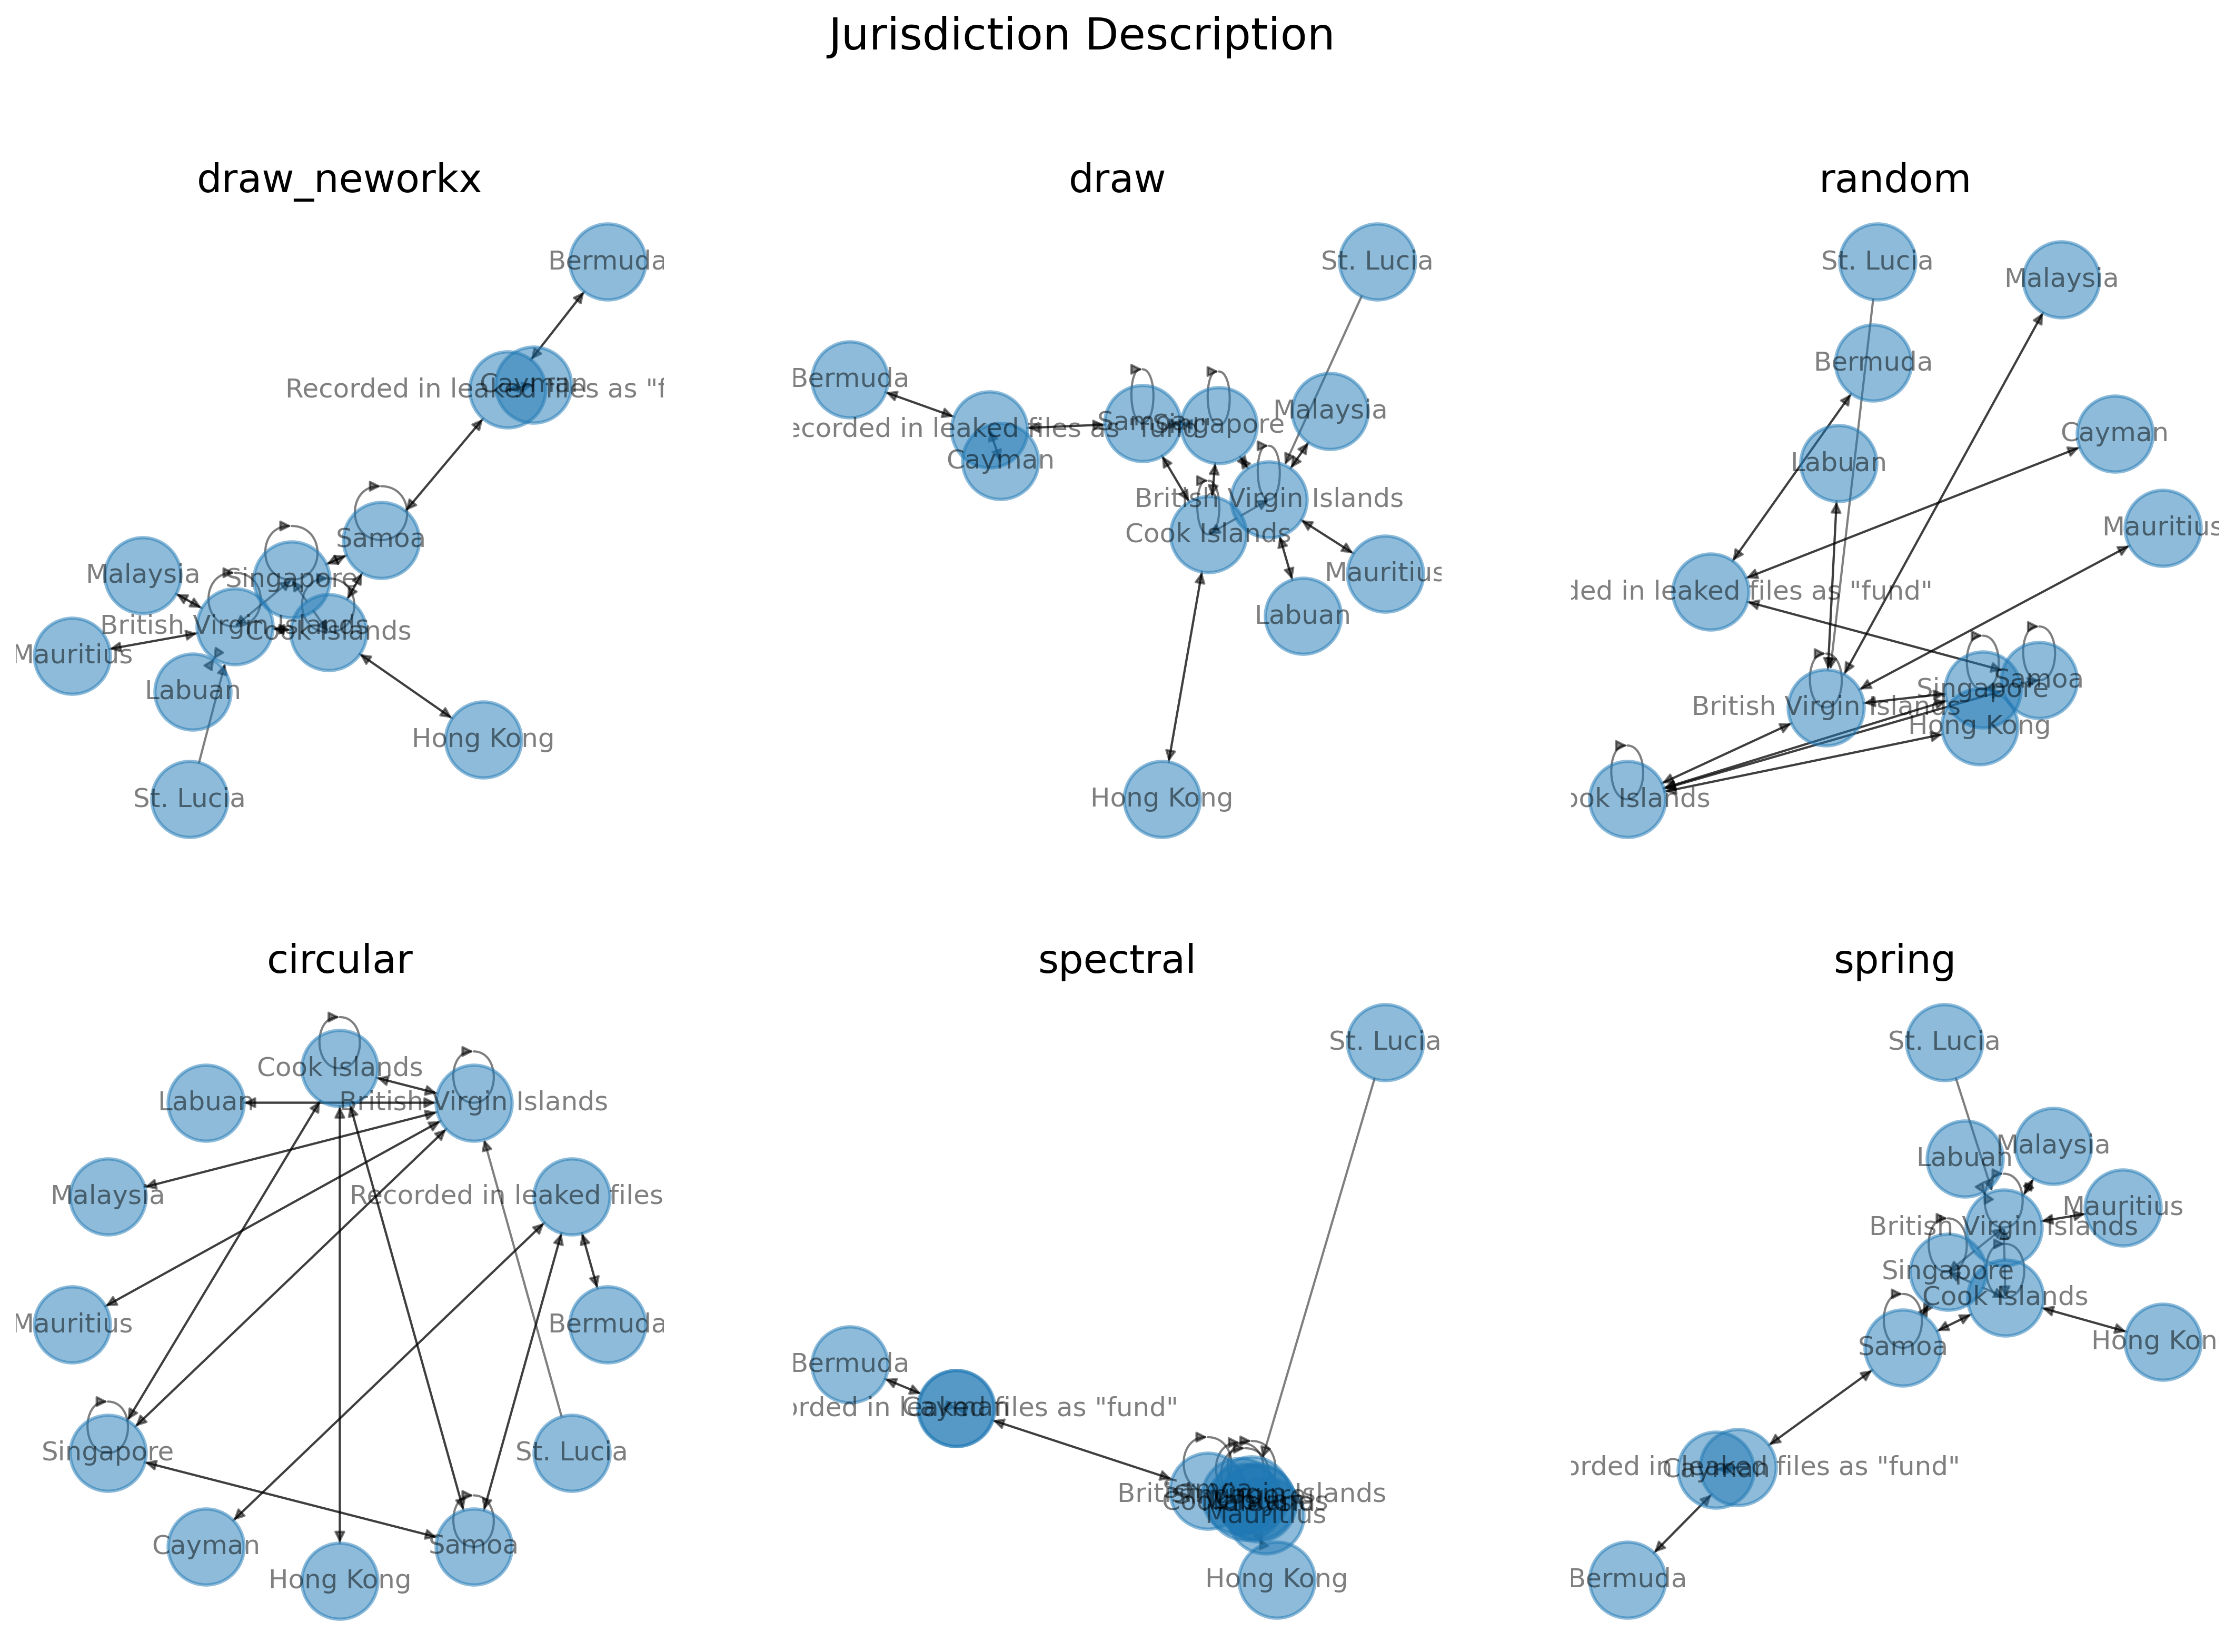 Jurisdiction Description
draw_neworkx
Bermuda
Cayman
Recorded in leaked files as "f
Samoa
Malaysia
Singapore
British Virgin Islands
Cook Islands
Mauritius
Labuan
Hong Kong
St. Lucia
draw
St. Lucia
Bermuda
Malaysia
Samoa
Singapore
ecorded in leaked files as "fund"
Cayman
British Virgin Islands
Cook Islands
Mauritius
Labuan
Hong Kong
random
St. Lucia
Malaysia
Bermuda
Cayman
Labuan
Mauritius
ded in leaked files as "fund"
Samoa
Singapore
British Virgin Islands
Hong Kong
ook Islands
circular
Cook Islands
Labuan
British Virgin Islands
Malaysia
Recorded in leaked files
Mauritius
Bermuda
Singapore
St. Lucia
Cayman
Samoa
Hong Kong
spectral
St. Lucia
Bermuda
orded in leaked files as "fund"
Cayman
British Virgin Islands
Cook Islands
Malaysia
Mauritius
Hong Kong
spring
St. Lucia
Malaysia
Labuan
Mauritius
British Virgin Islands
Singapore
Cook Islands
Hong Kon
Samoa
orded in leaked files as "fund"
Cayman
Bermuda